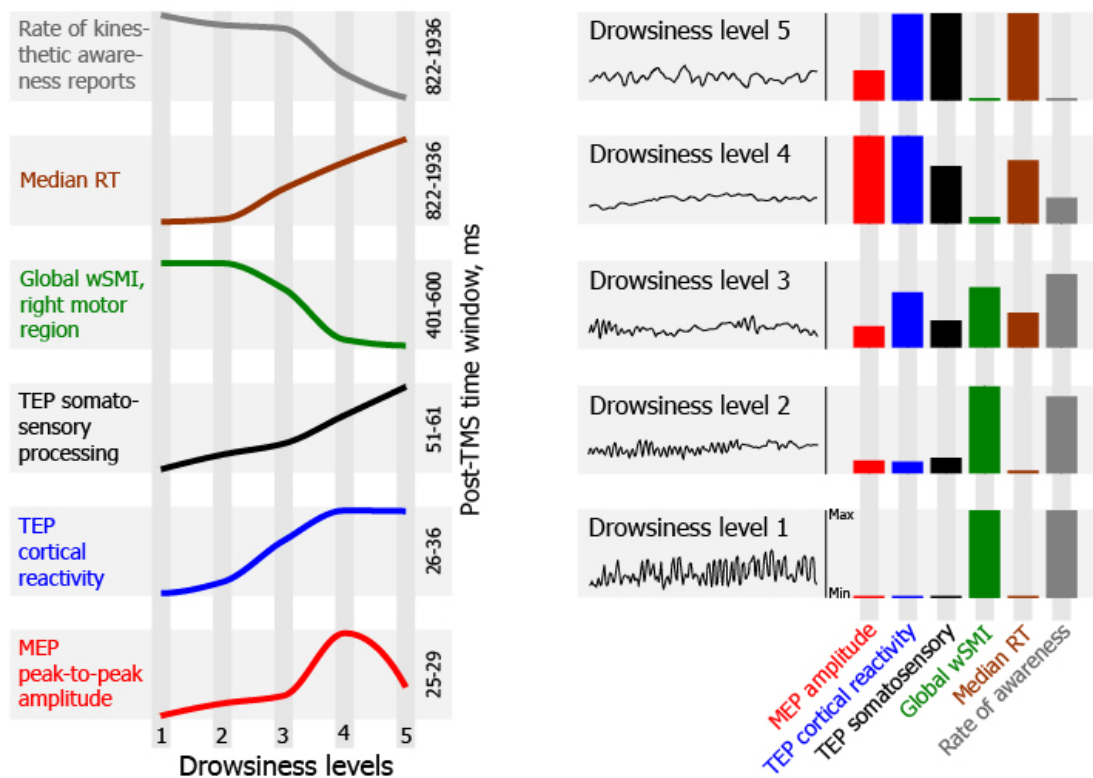 Rate of kines-
thetic aware-
ness reports
822-1936
Median RT
822-1936
Global wSMI,
right motor
region
401-600
TEP somato-
sensory
processing
51-61
TEP
cortical
reactivity
26-36
MEP
peak-to-peak
amplitude
25-29
Post-TMS time window, ms
1 2 3 4 5
Drowsiness levels
Drowsiness level 5
Drowsiness level 4
Drowsiness level 3
Drowsiness level 2
Drowsiness level 1
Max
Min
MEP amplitude
TEP cortical reactivity
TEP somatosensory
Global wSMI
Median RT
Rate of awareness